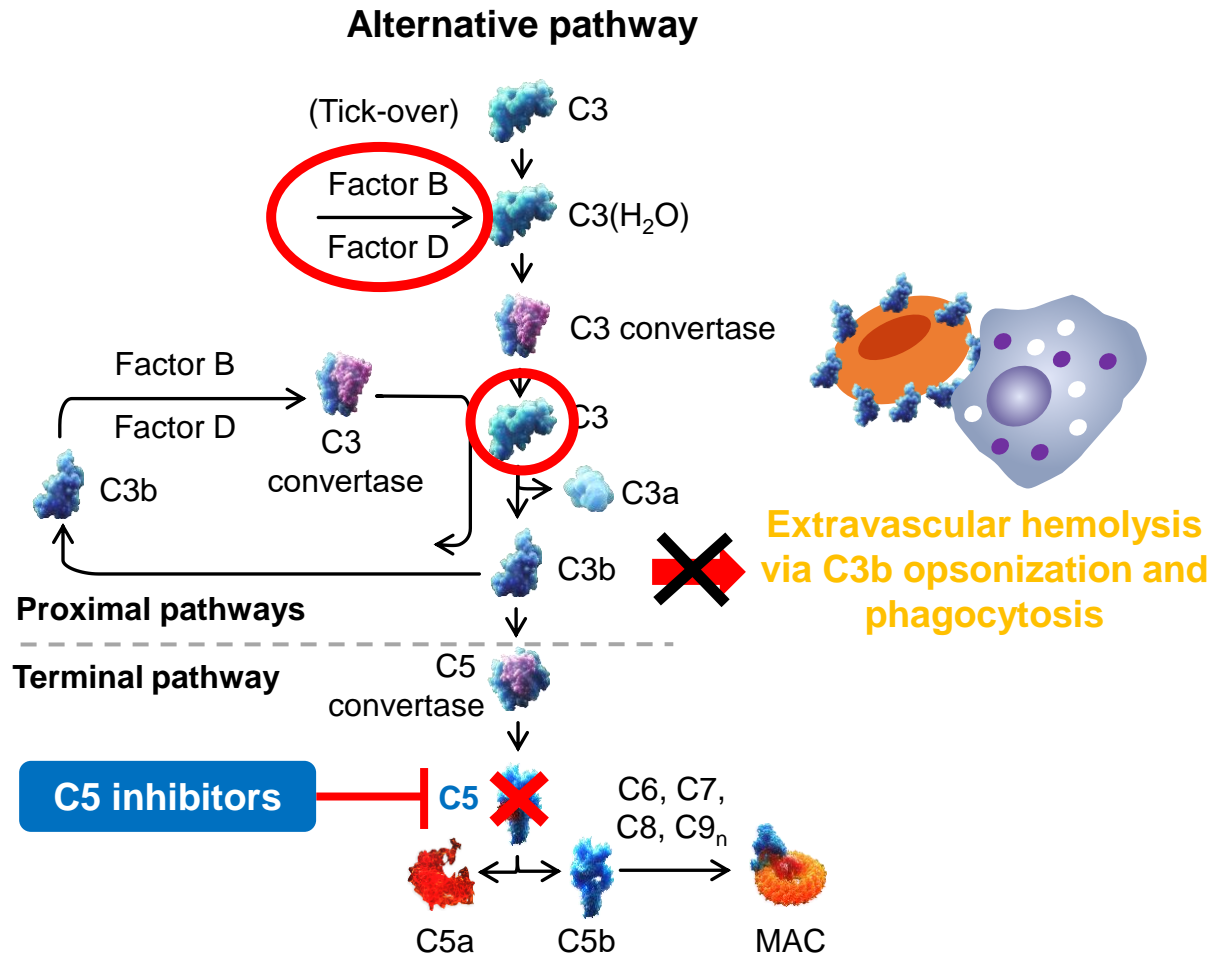 Alternative pathway
(Tick-over)
C3
Factor B
Factor D
C3(H₂O)
C3 convertase
Factor B
Factor D
C3
convertase
C3
C3b
C3a
C3b
Extravascular hemolysis
via C3b opsonization and
phagocytosis
Proximal pathways
Terminal pathway
C5
convertase
C5 inhibitors
C5
C6, C7,
C8, C9ₙ
C5a
C5b
MAC